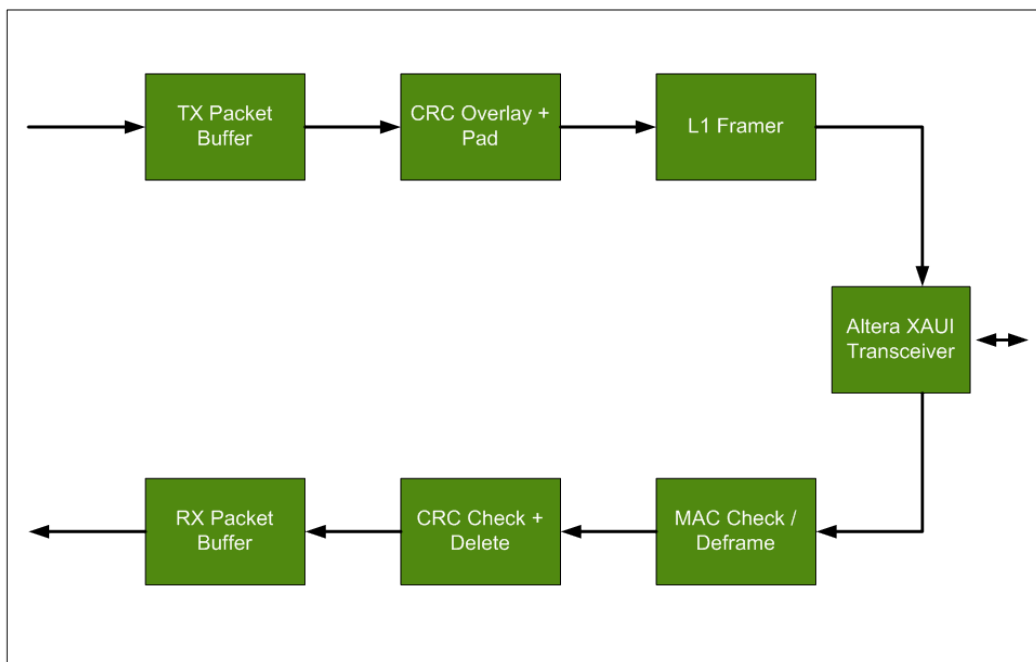 TX Packet
Buffer
CRC Overlay +
Pad
L1 Framer
Altera XAUI
Transceiver
RX Packet
Buffer
CRC Check +
Delete
MAC Check /
Deframe